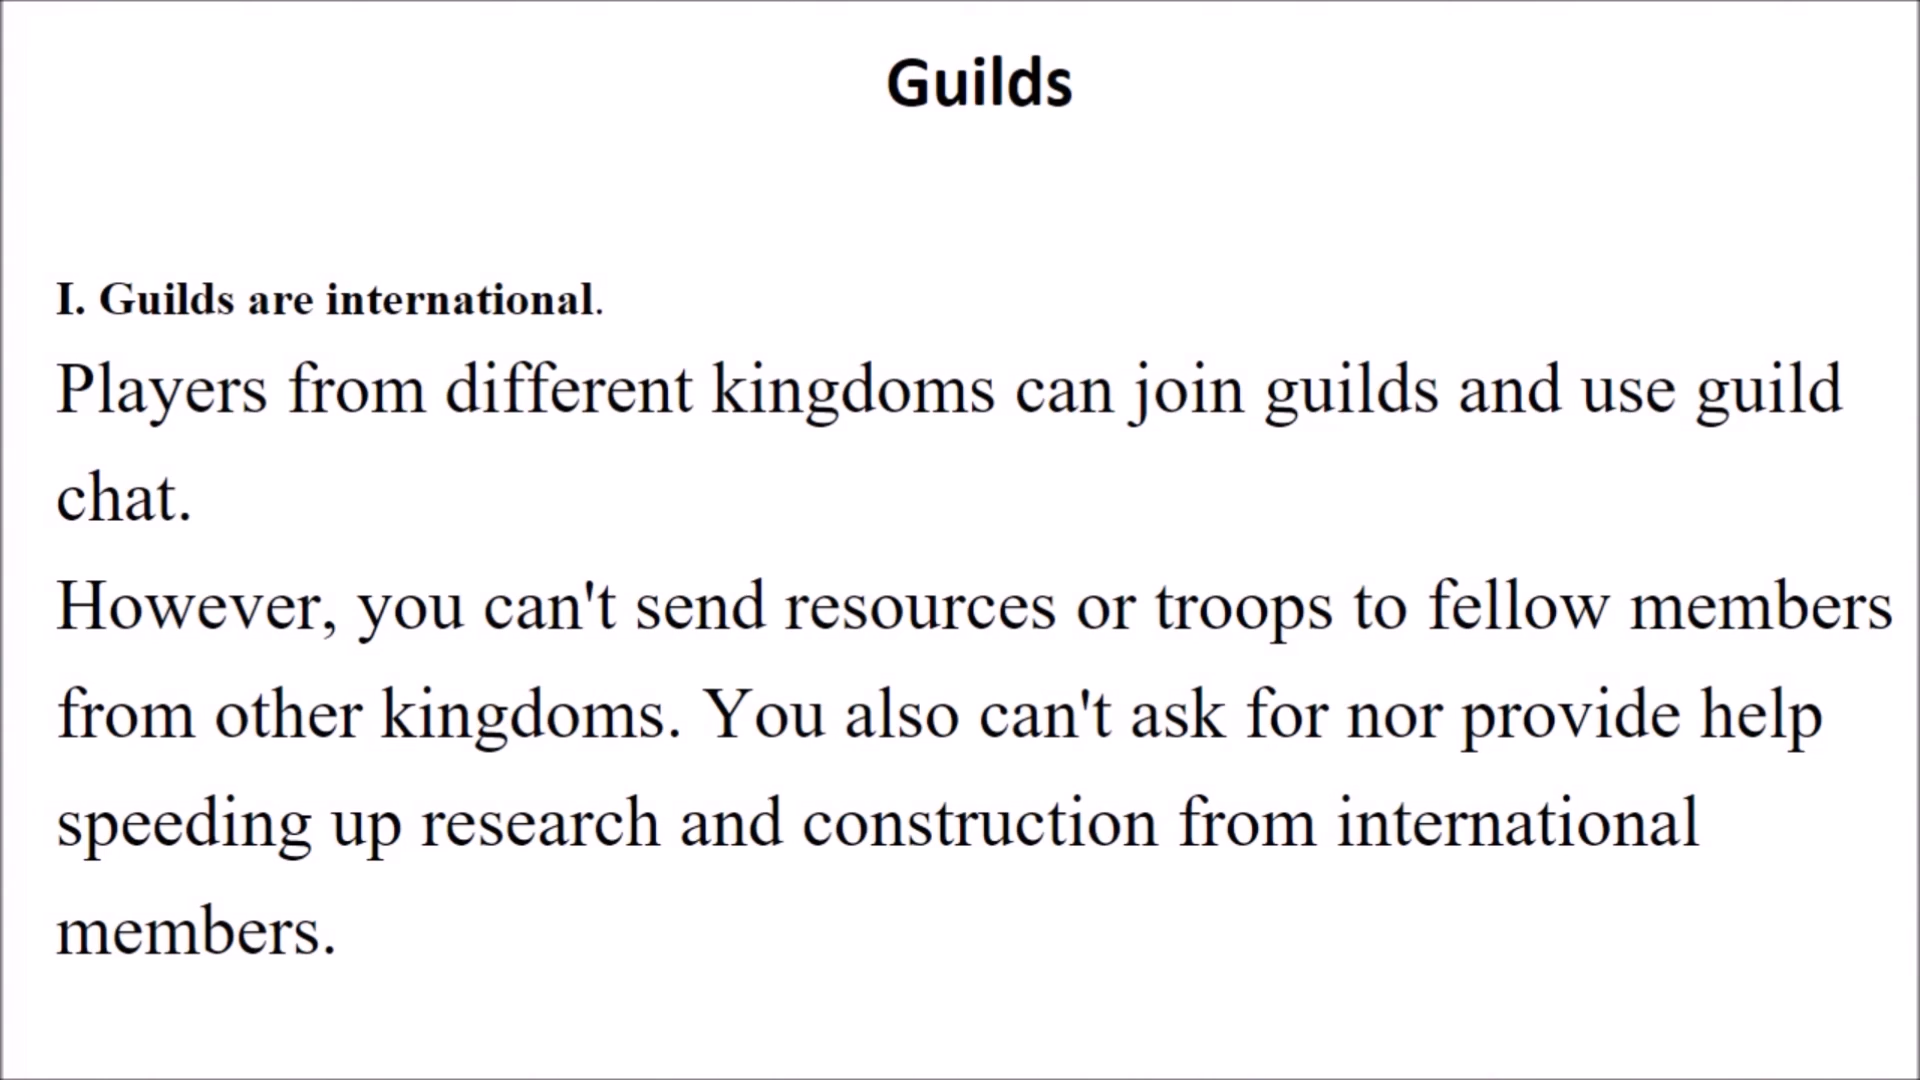 Guilds
I. Guilds are international.
Players from different kingdoms can join guilds and use guild
chat.
However, you can't send resources or troops to fellow members
from other kingdoms. You also can't ask for nor provide help
speeding up research and construction from international
members.